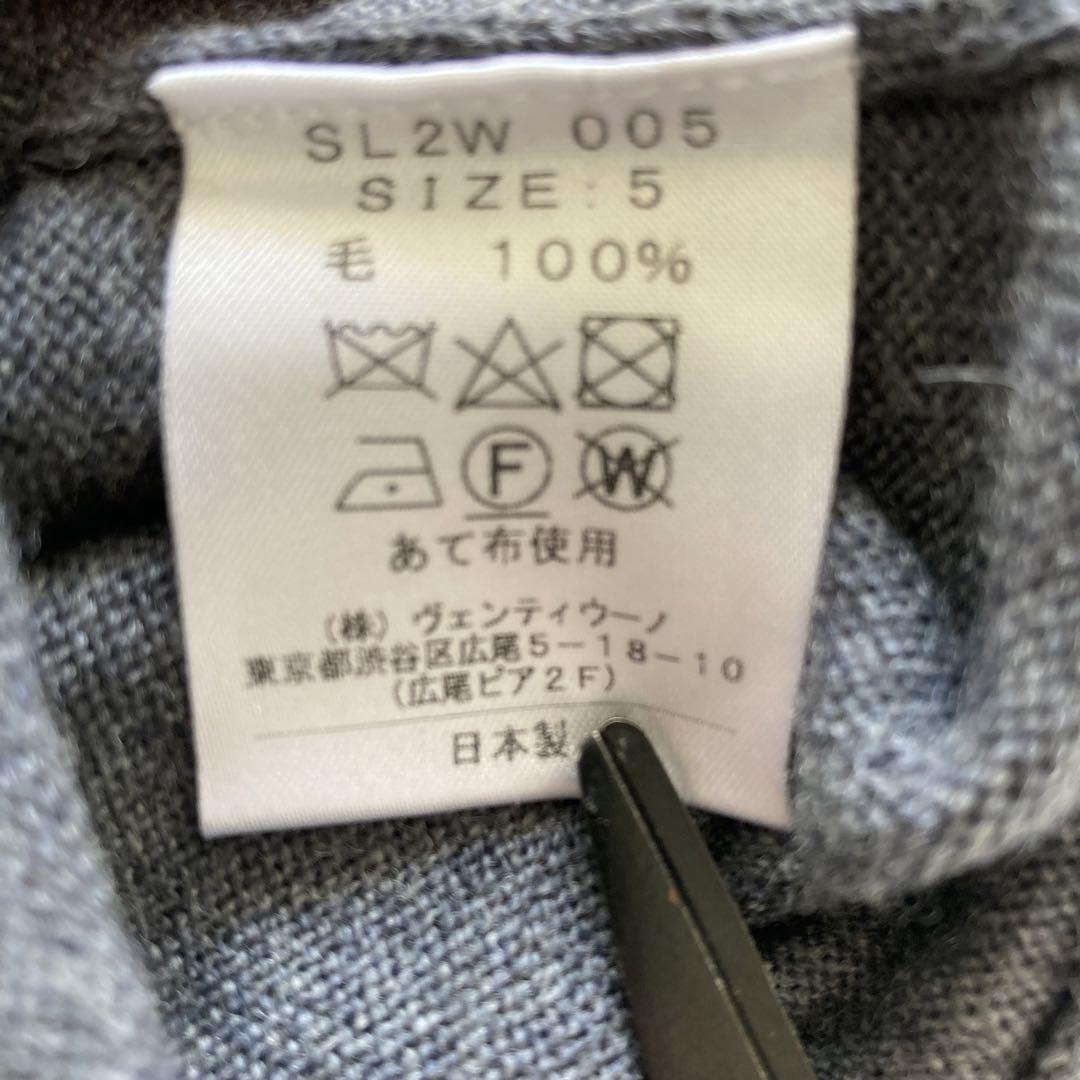 SL2W 005
SIZE:5
毛 100%
F W
あて布使用
(株) ヴェンティウーノ
東京都渋谷区広尾5-18-10
(広尾ピア2F)
日本製